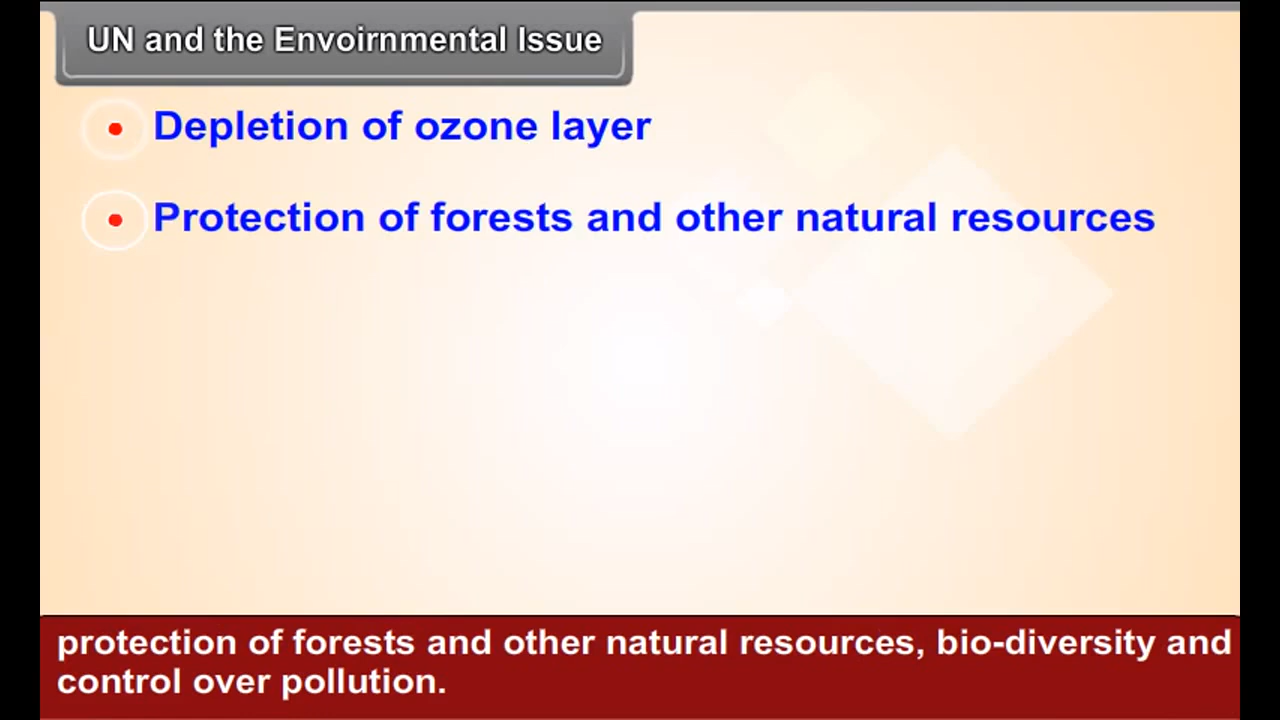 UN and the Envoirnmental Issue
Depletion of ozone layer
Protection of forests and other natural resources
protection of forests and other natural resources, bio-diversity and
control over pollution.